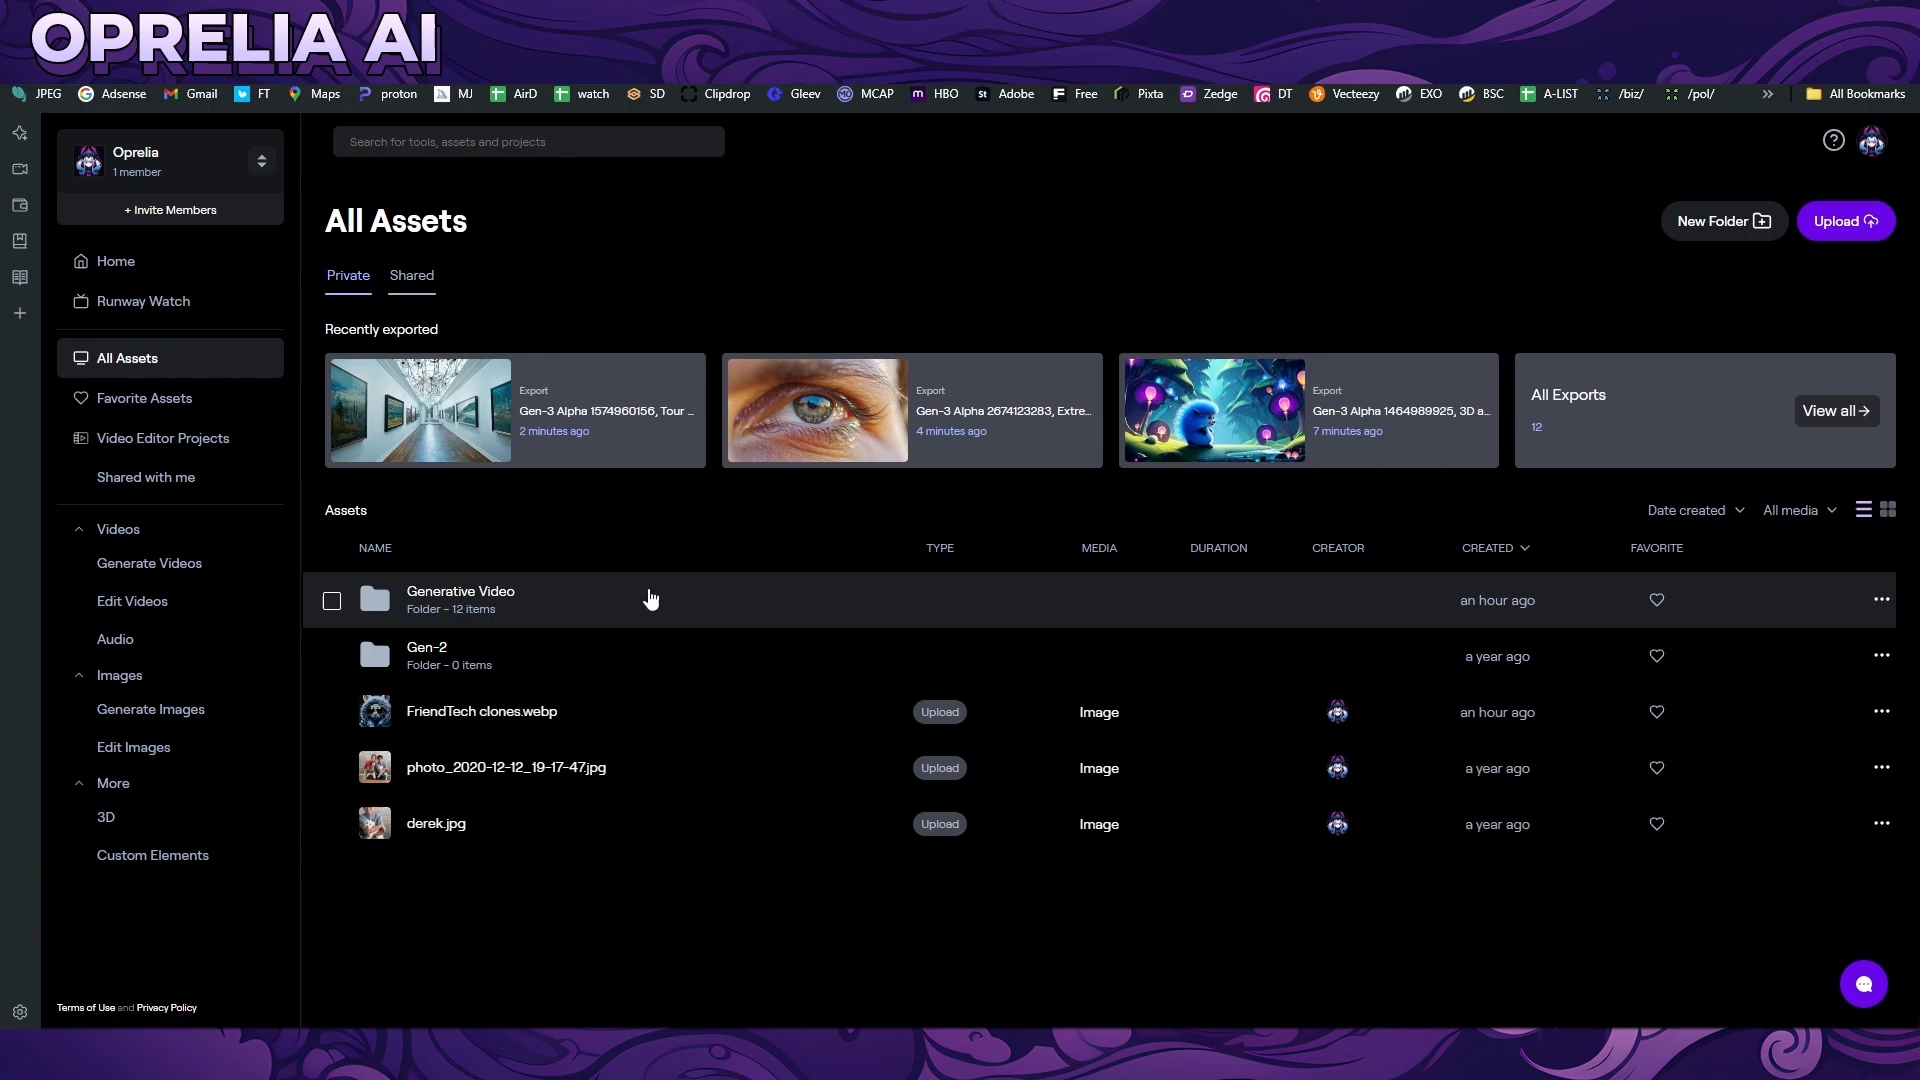 OPRELIA AI
JPEG Adsense Gmail FT Maps proton MJ AirD watch SD Clipdrop Gleev MCAP HBO Adobe Free Pixta Zedge DT Vecteezy EXO BSC A-LIST /biz/ /pol/ >> All Bookmarks
Oprelia
1 member
+ Invite Members
Search for tools, assets and projects
Home
Runway Watch
All Assets
Favorite Assets
Video Editor Projects
Shared with me
Videos
Generate Videos
Edit Videos
Audio
Images
Generate Images
Edit Images
More
3D
Custom Elements
Terms of Use and Privacy Policy
All Assets
New Folder
Upload
Private Shared
Recently exported
Export
Gen-3 Alpha 1574960156, Tour ...
2 minutes ago
Export
Gen-3 Alpha 2674123283, Extre...
4 minutes ago
Export
Gen-3 Alpha 1464989925, 3D a...
7 minutes ago
All Exports
12
View all→
Assets
Date created All media
NAME TYPE MEDIA DURATION CREATOR CREATED FAVORITE
Generative Video
Folder - 12 items
an hour ago
Gen-2
Folder - 0 items
a year ago
FriendTech clones.webp Upload Image an hour ago
photo_2020-12-12_19-17-47.jpg Upload Image a year ago
derek.jpg Upload Image a year ago